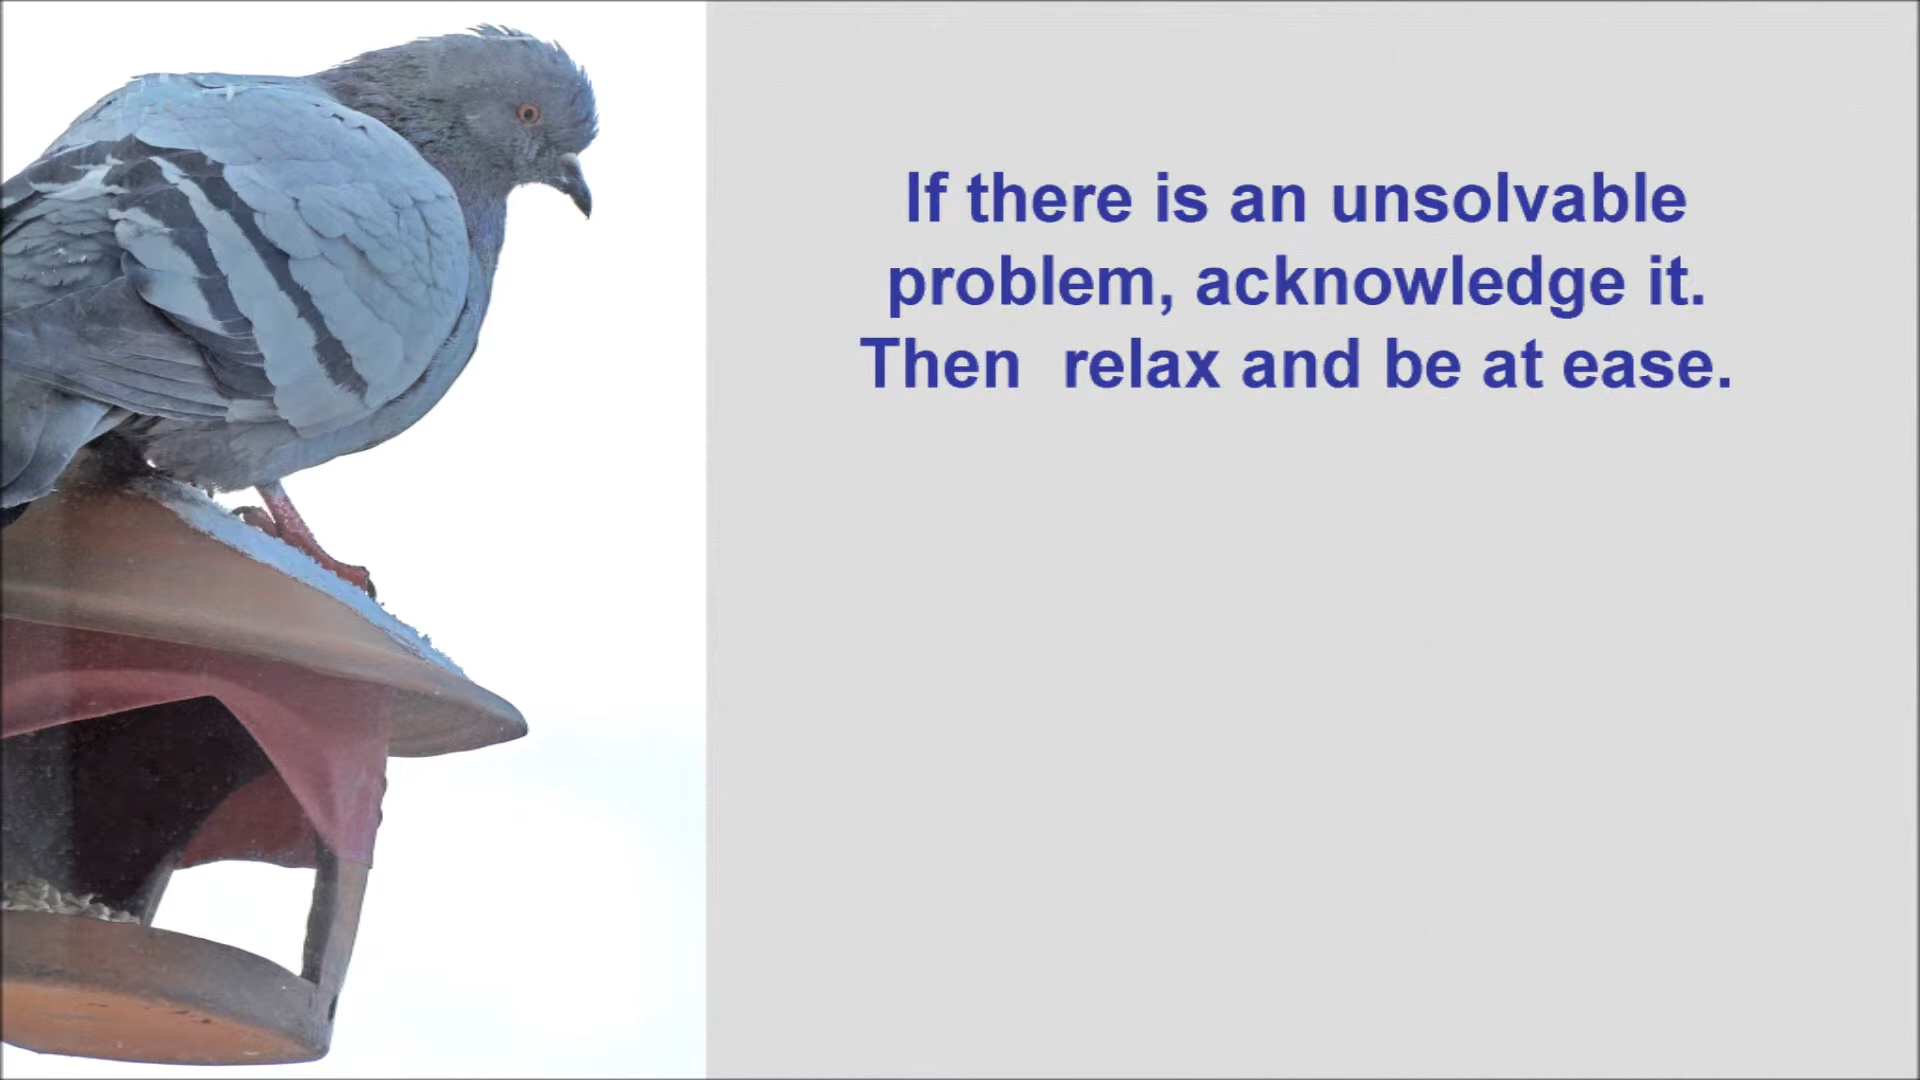 If there is an unsolvable
problem, acknowledge it.
Then  relax and be at ease.